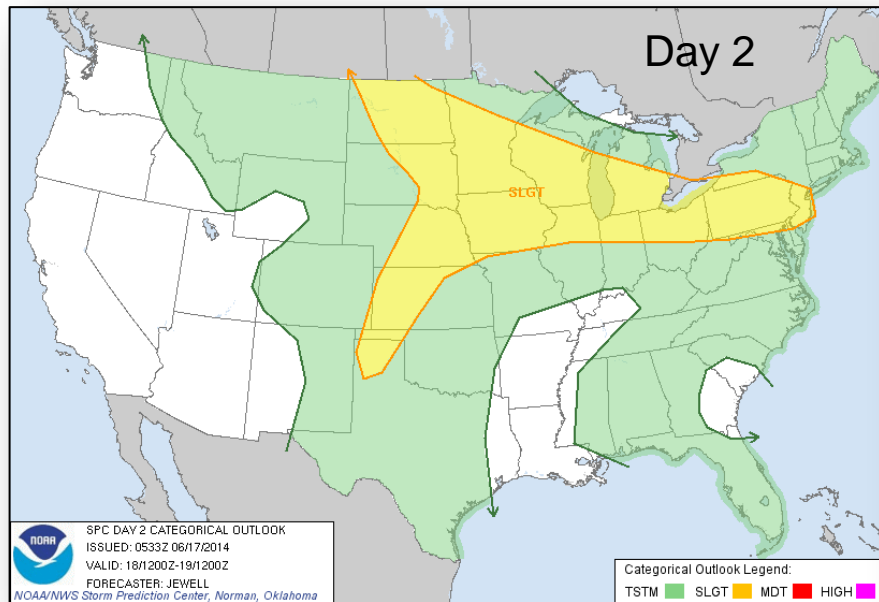 Day 2
SLGT
SPC DAY 2 CATEGORICAL OUTLOOK
ISSUED: 0533Z 06/17/2014
VALID: 18/1200Z-19/1200Z
FORECASTER: JEWELL
NOAA/NWS Storm Prediction Center, Norman, Oklahoma
noaa
Categorical Outlook Legend:
TSTM SLGT MDT HIGH